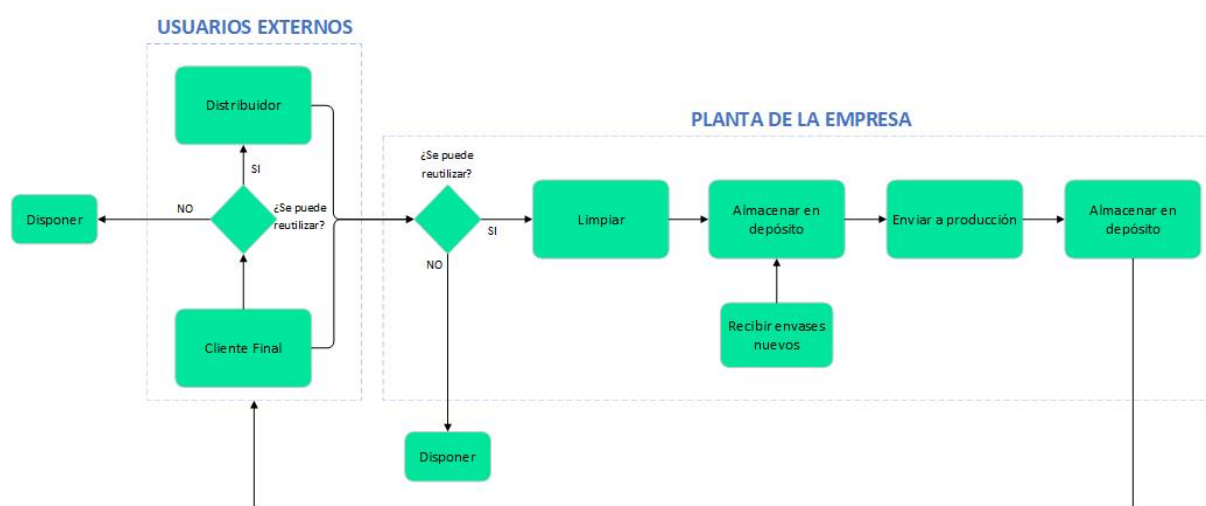 USUARIOS EXTERNOS
Distribuidor
SI
NO
¿Se puede
reutilizar?
Disponer
Cliente Final
PLANTA DE LA EMPRESA
¿Se puede
reutilizar?
SI
NO
Limpiar
Almacenar en
depósito
Enviar a producción
Almacenar en
depósito
Recibir envases
nuevos
Disponer